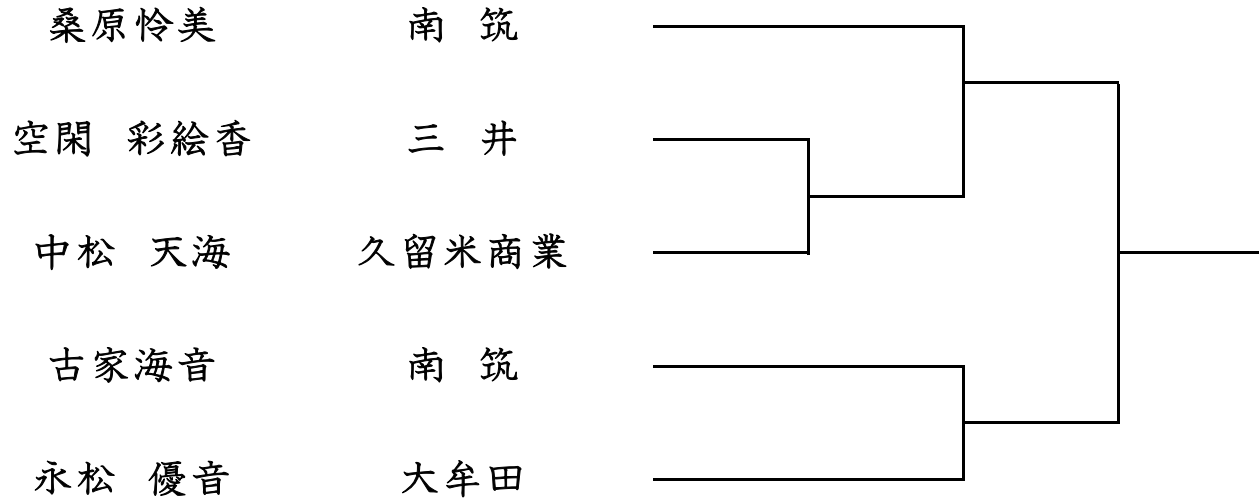 桑原怜美 南 筑
空閑 彩絵香 三 井
中松 天海 久留米商業
古家海音 南 筑
永松 優音 大牟田